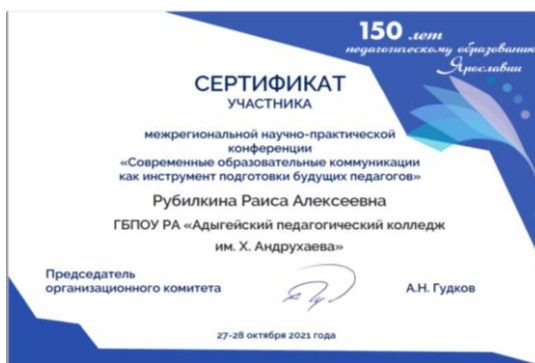 150 лет
педагогическому образованию
Ярославии
СЕРТИФИКАТ
УЧАСТНИКА
межрегиональной научно-практической
конференции
«Современные образовательные коммуникации
как инструмент подготовки будущих педагогов»
Рубилкина Раиса Алексеевна
ГБПОУ РА «Адыгейский педагогический колледж
им. Х. Андрухаева»
Председатель
организационного комитета
А.Н. Гудков
27-28 октября 2021 года